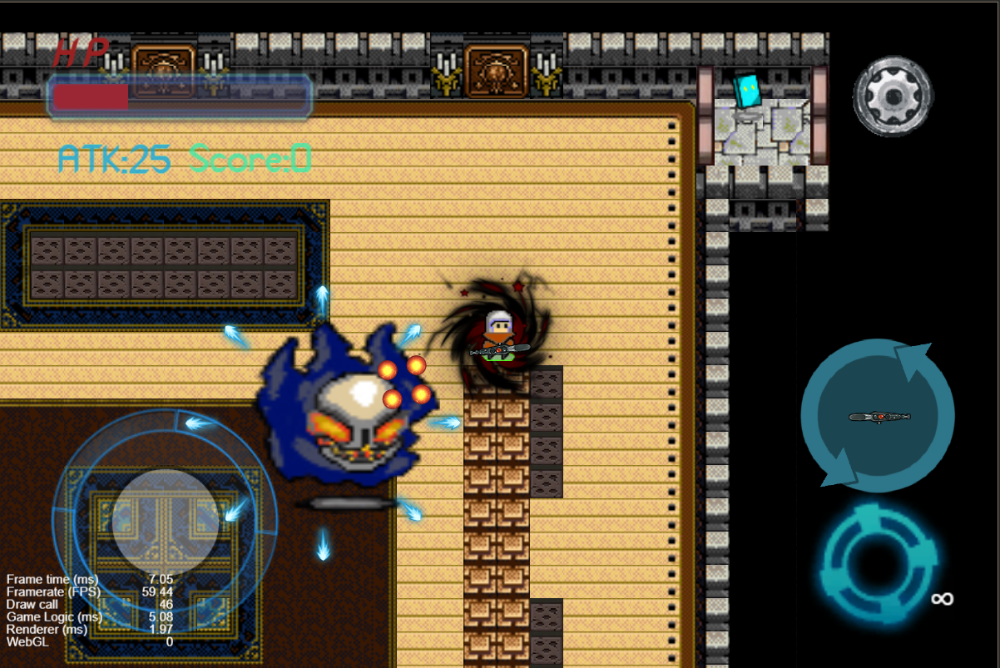 HP
ATK:25 Score:0
Frame time (ms) 7.05
Framerate (FPS) 59.44
Draw call 46
Game Logic (ms) 5.08
Renderer (ms) 1.97
WebGL 0
∞